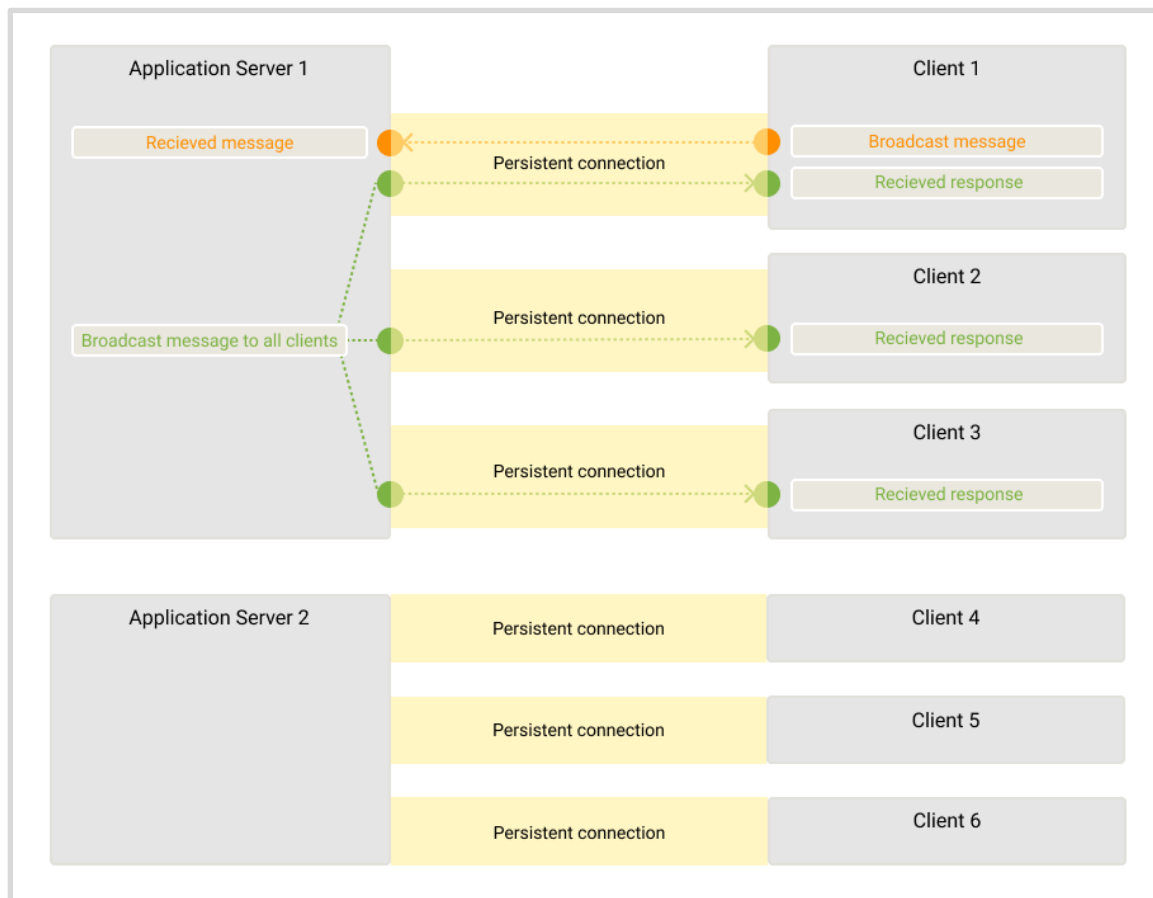 Application Server 1
Client 1
Recieved message
Broadcast message
Persistent connection
Recieved response
Client 2
Persistent connection
Broadcast message to all clients
Recieved response
Client 3
Persistent connection
Recieved response
Application Server 2
Persistent connection
Client 4
Persistent connection
Client 5
Persistent connection
Client 6